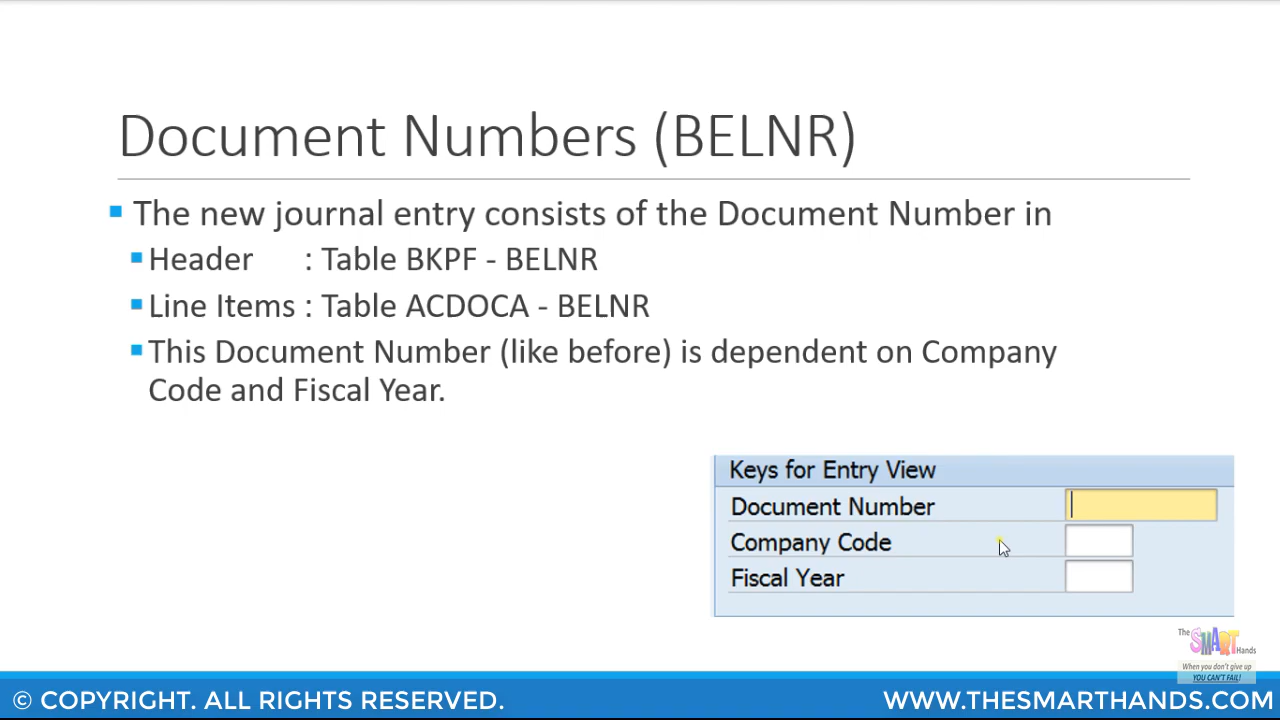 Document Numbers (BELNR)
The new journal entry consists of the Document Number in
Header : Table BKPF - BELNR
Line Items : Table ACDOCA - BELNR
This Document Number (like before) is dependent on Company
Code and Fiscal Year.
Keys for Entry View
Document Number
Company Code
Fiscal Year
The SMART Hands
When you don't give up
YOU CAN'T FAIL!
© COPYRIGHT. ALL RIGHTS RESERVED.
WWW.THESMARTHANDS.COM